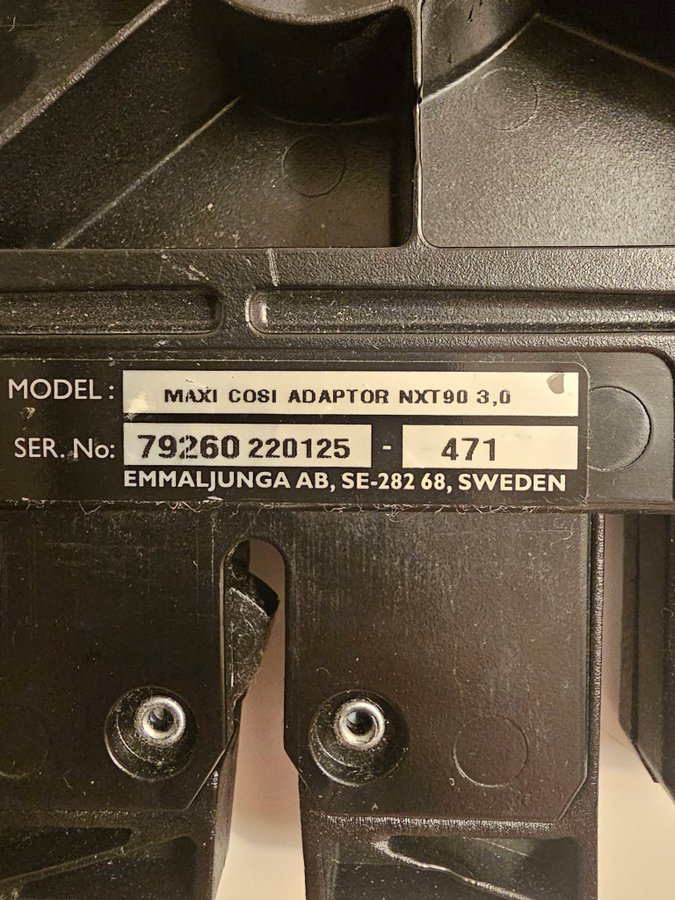 MODEL: MAXI COSI ADAPTOR NXT90 3,0
SER. No: 79260 220125 - 471
EMMALJUNGA AB, SE-282 68, SWEDEN